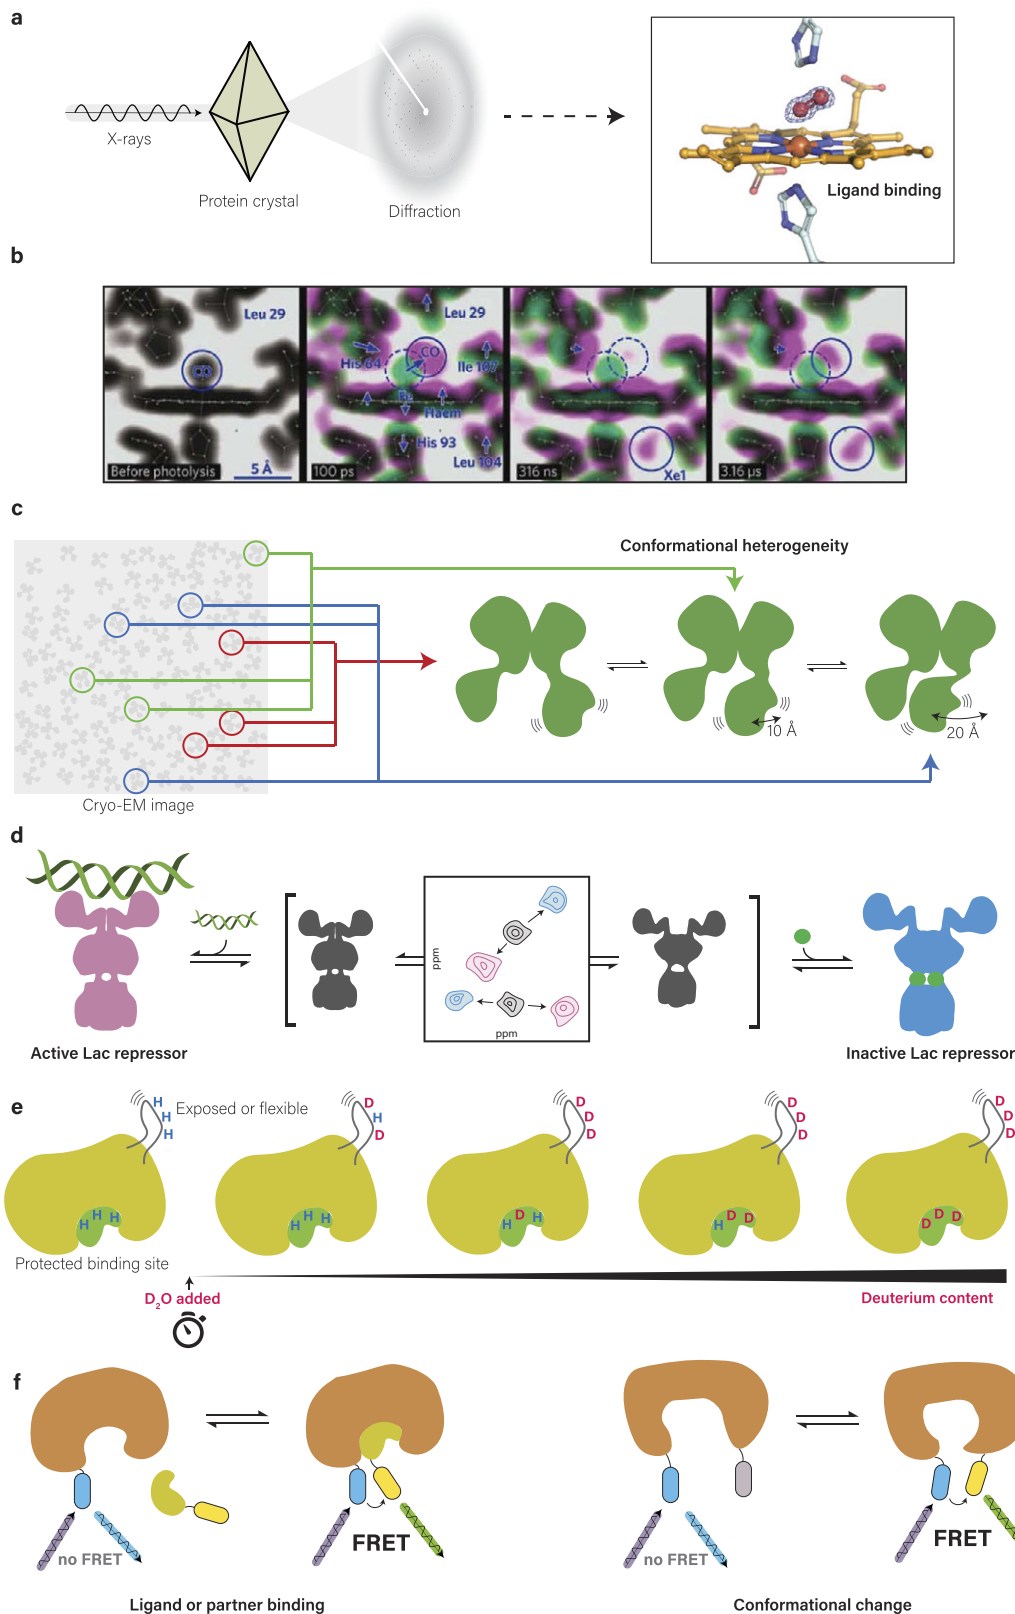 a
X-rays
Protein crystal
Diffraction
Ligand binding
b
Leu 29
CO
Before photolysis
5 Å
Leu 29
His 64
CO
Ile 107
Fe
Haem
His 93
Leu 104
100 ps
316 ns
Xe1
3.16 µs
c
Conformational heterogeneity
10 Å
20 Å
Cryo-EM image
d
ppm
ppm
Active Lac repressor
Inactive Lac repressor
e
Exposed or flexible
H
H
H
D
H
D
D
D
D
D
D
D
D
D
D
H H H
H H H
H D H
H D D
D D D
Protected binding site
D₂O added
Deuterium content
f
no FRET
FRET
no FRET
FRET
Ligand or partner binding
Conformational change